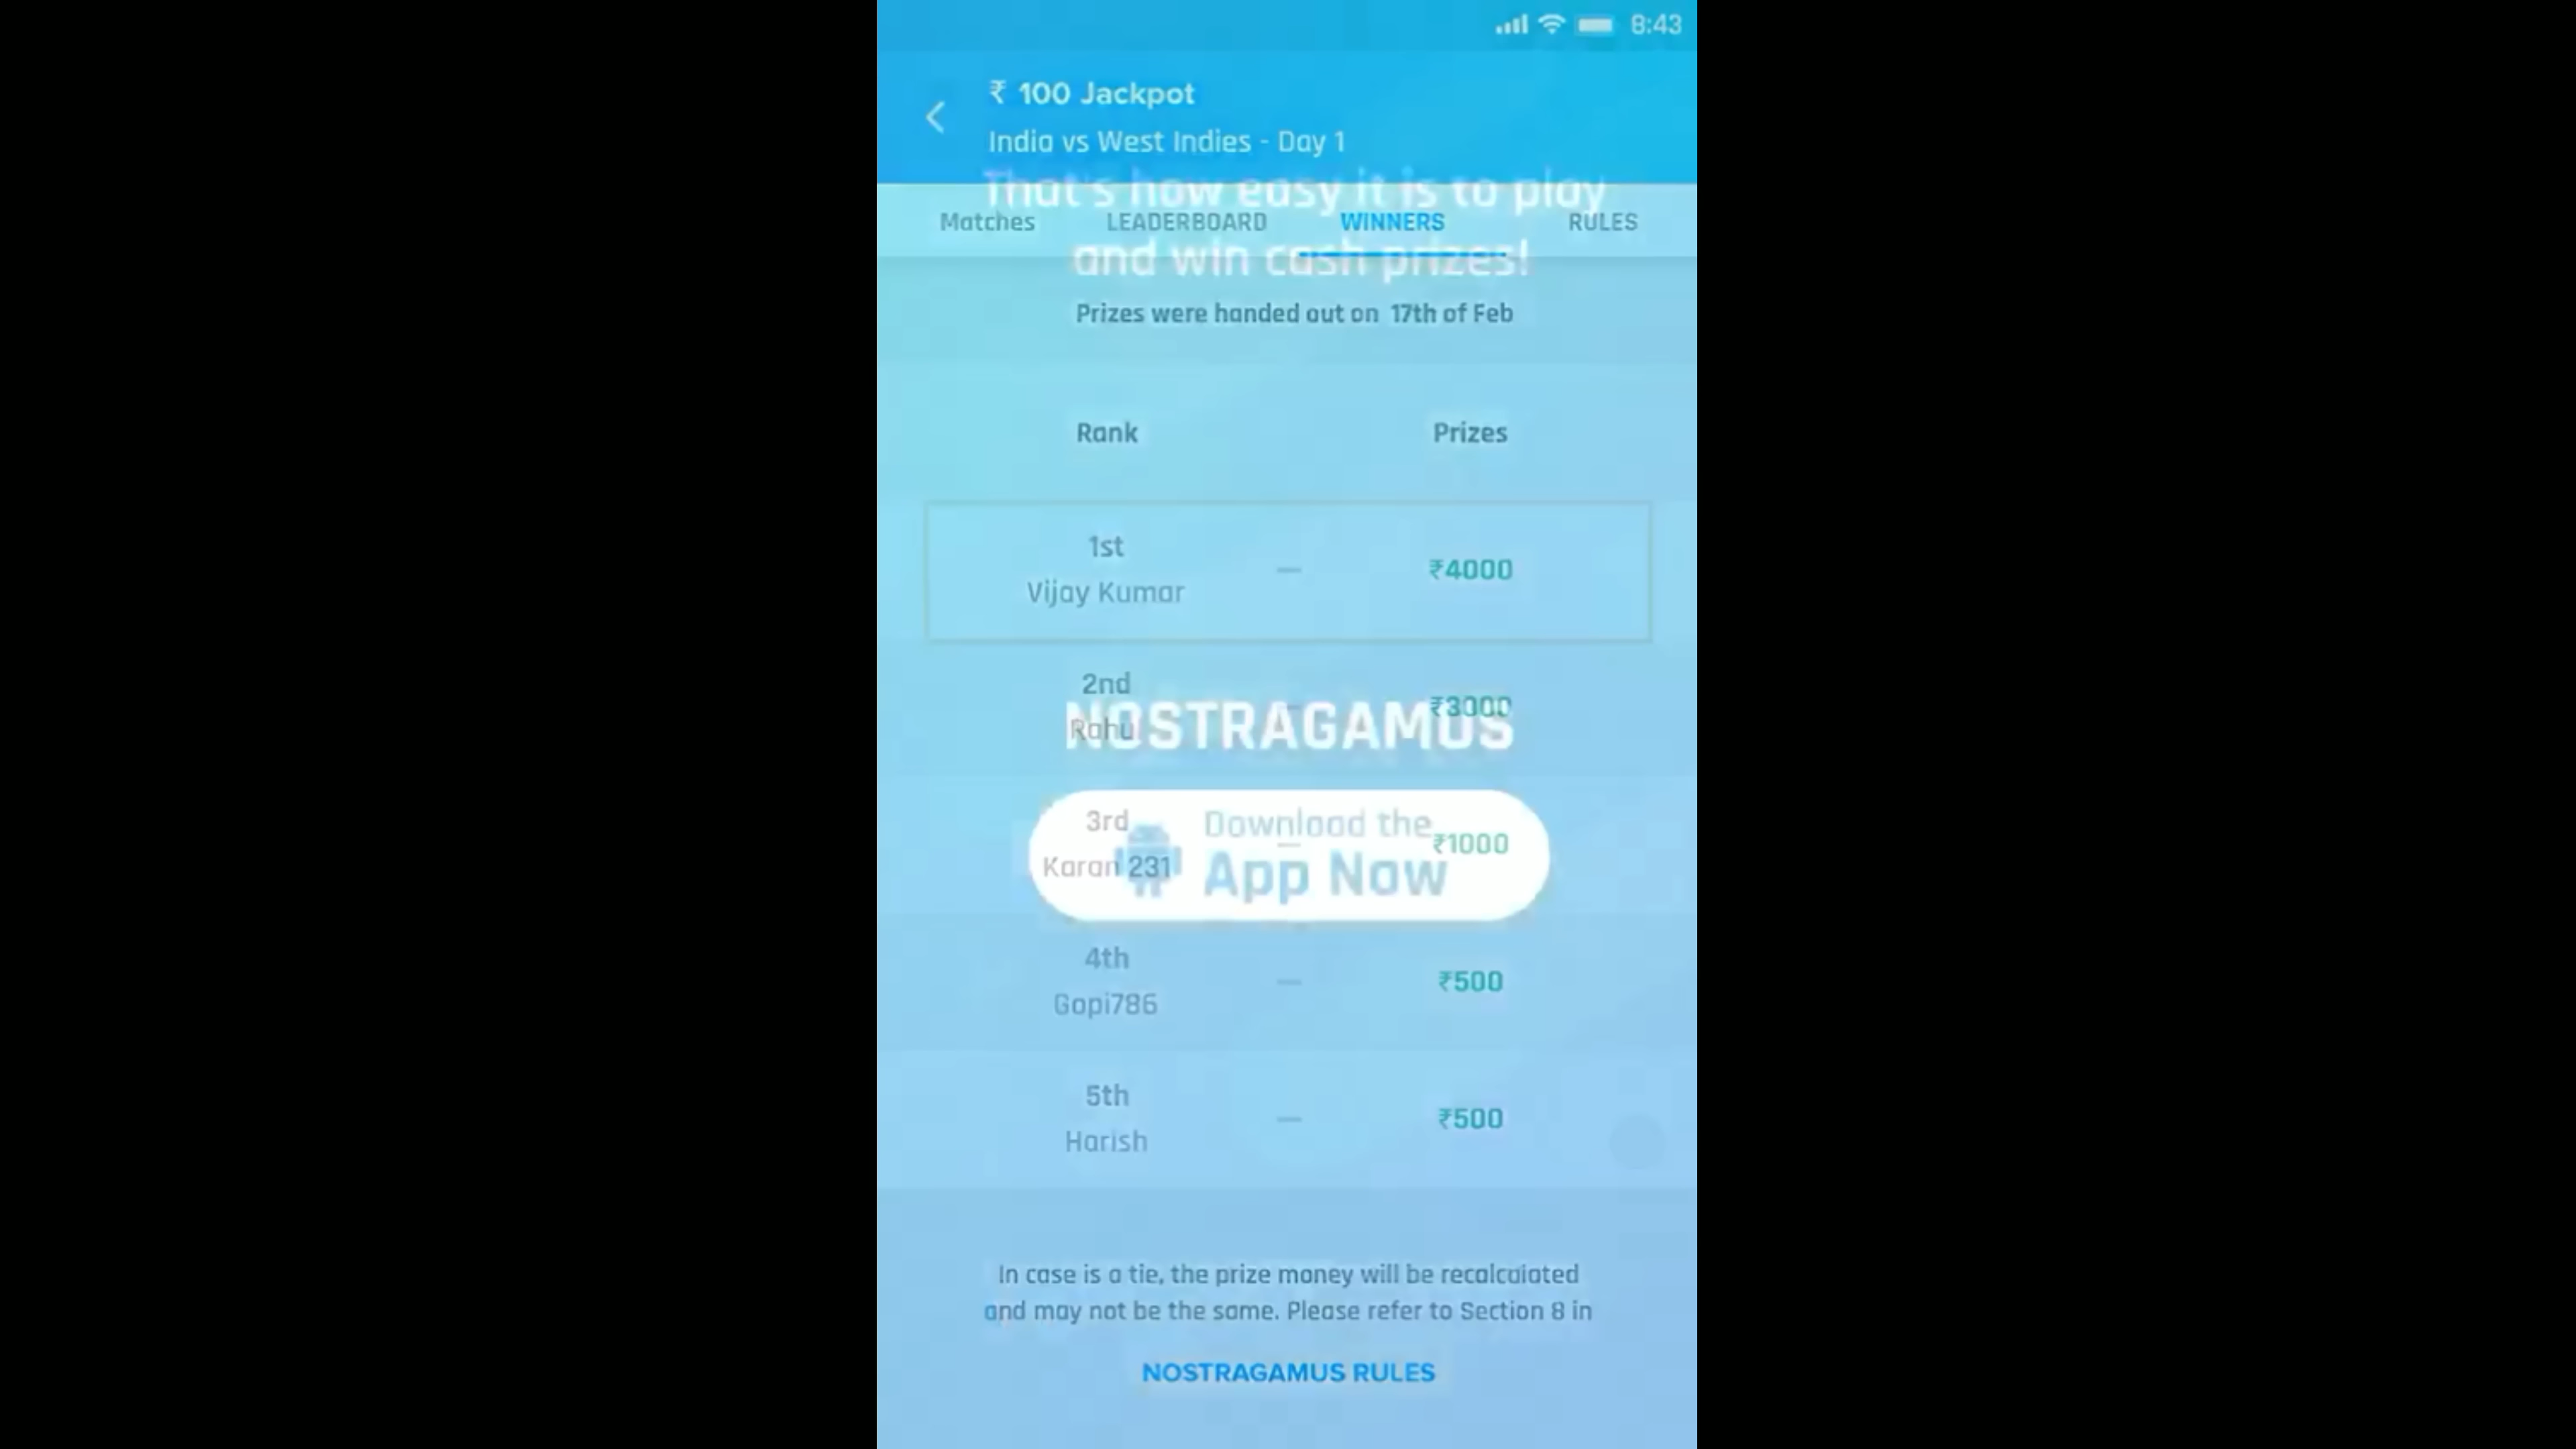 8:43
₹ 100 Jackpot
India vs West Indies - Day 1
That's how easy it is to play
Matches LEADERBOARD WINNERS RULES
and win cash prizes!
Prizes were handed out on 17th of Feb
Rank Prizes
1st
Vijay Kumar — ₹4000
2nd
₹3000
Rahul
NOSTRAGAMUS
3rd
Karan 231 — ₹1000
Download the
App Now
4th
Gopi786 — ₹500
5th
Harish — ₹500
In case is a tie, the prize money will be recalculated
and may not be the same. Please refer to Section 8 in
NOSTRAGAMUS RULES